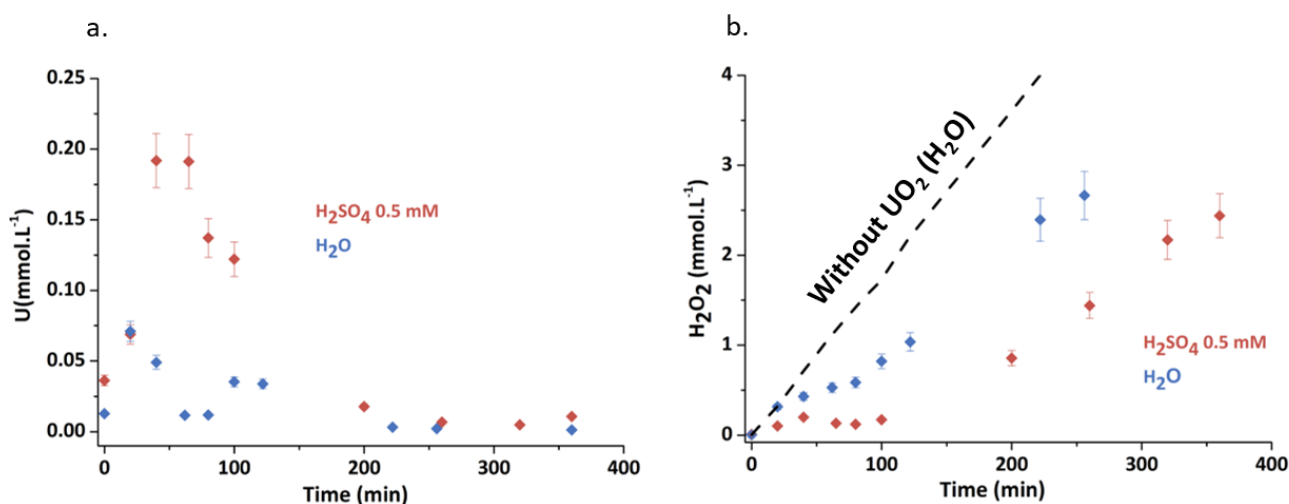 a.
U(mmol.L⁻¹)
0.25
0.20
0.15
0.10
0.05
0.00
H₂SO₄ 0.5 mM
H₂O
0 100 200 300 400
Time (min)
b.
H₂O₂ (mmol.L⁻¹)
4
3
2
1
0
Without UO₂ (H₂O)
H₂SO₄ 0.5 mM
H₂O
0 100 200 300 400
Time (min)